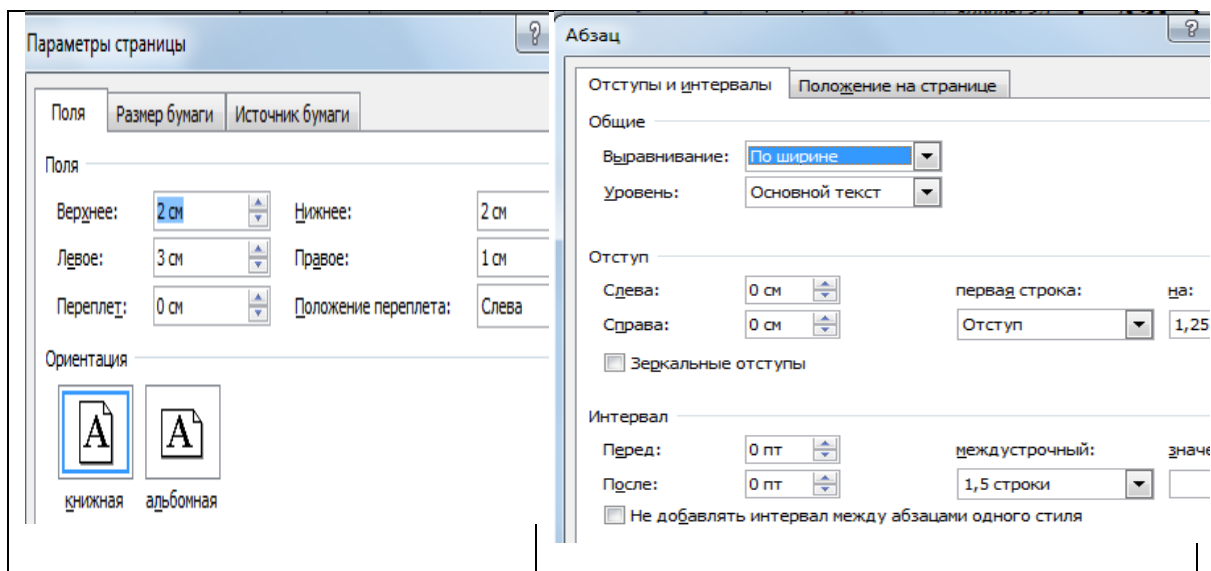 Параметры страницы
Поля Размер бумаги Источник бумаги
Поля
Верхнее: 2 см Нижнее: 2 см
Левое: 3 см Правое: 1 см
Переплет: 0 см Положение переплета: Слева
Ориентация
A A
книжная альбомная
Абзац
Отступы и интервалы Положение на странице
Общие
Выравнивание: По ширине
Уровень: Основной текст
Отступ
Слева: 0 см первая строка: на:
Справа: 0 см Отступ 1,25
Зеркальные отступы
Интервал
Перед: 0 пт междустрочный:
После: 0 пт 1,5 строки
Не добавлять интервал между абзацами одного стиля